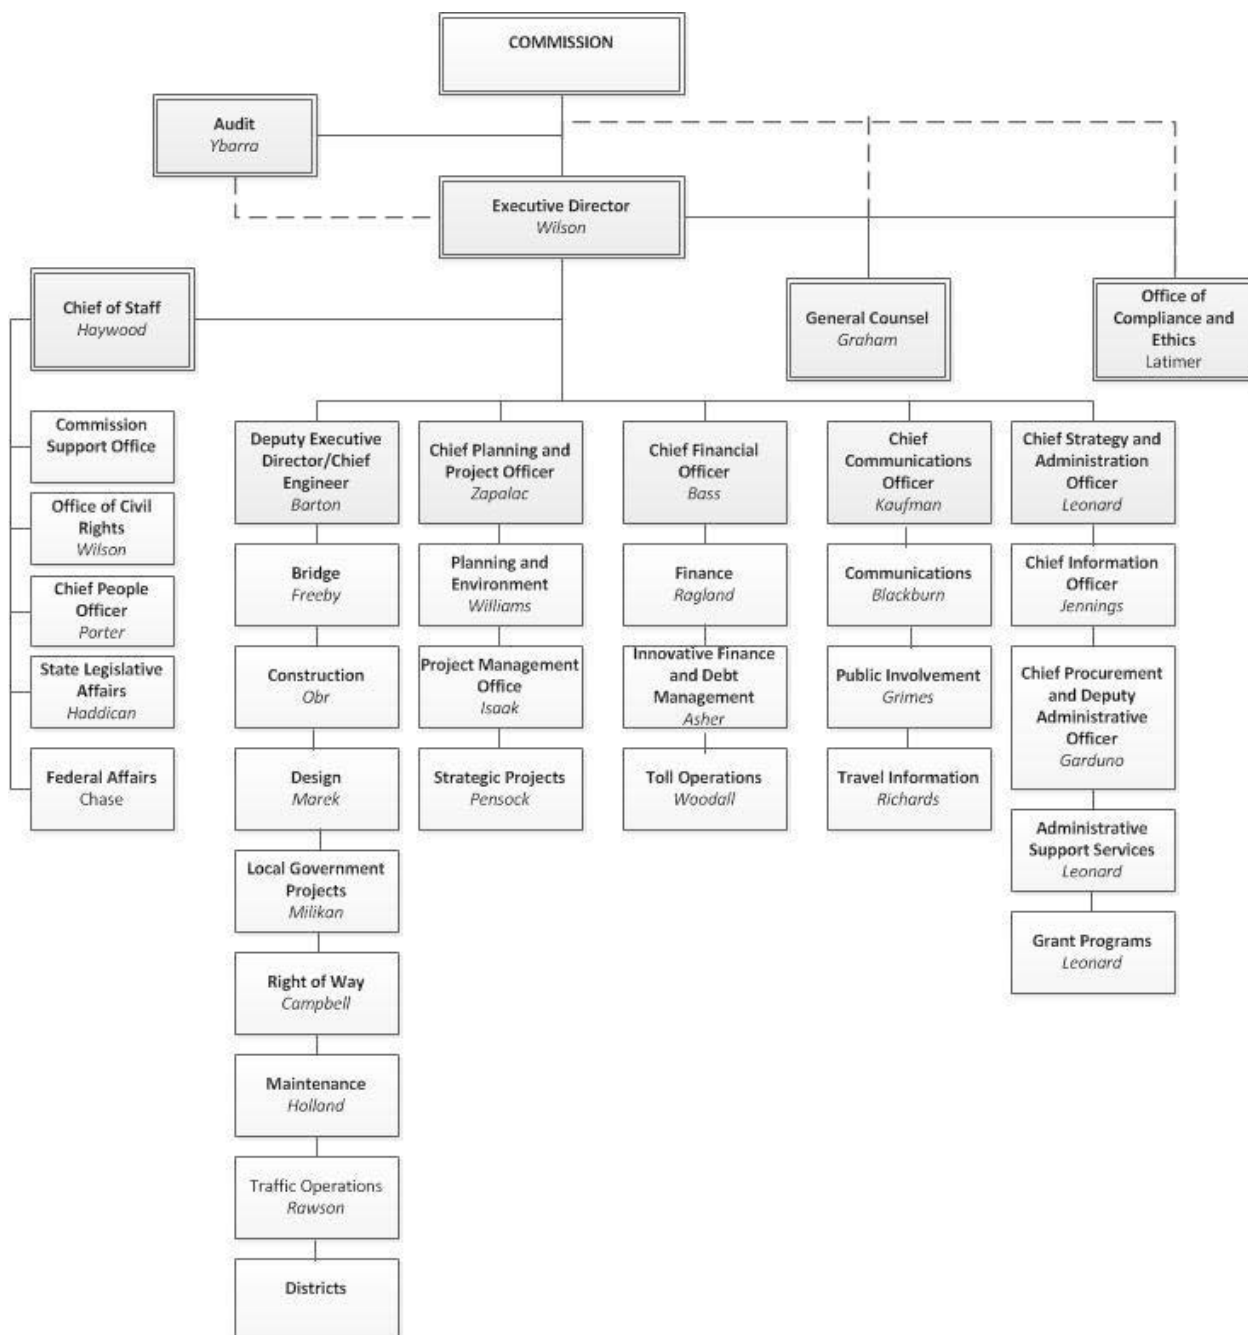 COMMISSION
Audit
Ybarra
Executive Director
Wilson
Chief of Staff
Haywood
General Counsel
Graham
Office of
Compliance and
Ethics
Latimer
Commission
Support Office
Office of Civil
Rights
Wilson
Chief People
Officer
Porter
State Legislative
Affairs
Haddican
Federal Affairs
Chase
Deputy Executive
Director/Chief
Engineer
Barton
Bridge
Freeby
Construction
Obr
Design
Marek
Local Government
Projects
Milikan
Right of Way
Campbell
Maintenance
Holland
Traffic Operations
Rawson
Districts
Chief Planning and
Project Officer
Zapalac
Planning and
Environment
Williams
Project Management
Office
Isaak
Strategic Projects
Pensock
Chief Financial
Officer
Bass
Finance
Ragland
Innovative Finance
and Debt
Management
Asher
Toll Operations
Woodall
Chief
Communications
Officer
Kaufman
Communications
Blackburn
Public Involvement
Grimes
Travel Information
Richards
Chief Strategy and
Administration
Officer
Leonard
Chief Information
Officer
Jennings
Chief Procurement
and Deputy
Administrative
Officer
Garduno
Administrative
Support Services
Leonard
Grant Programs
Leonard